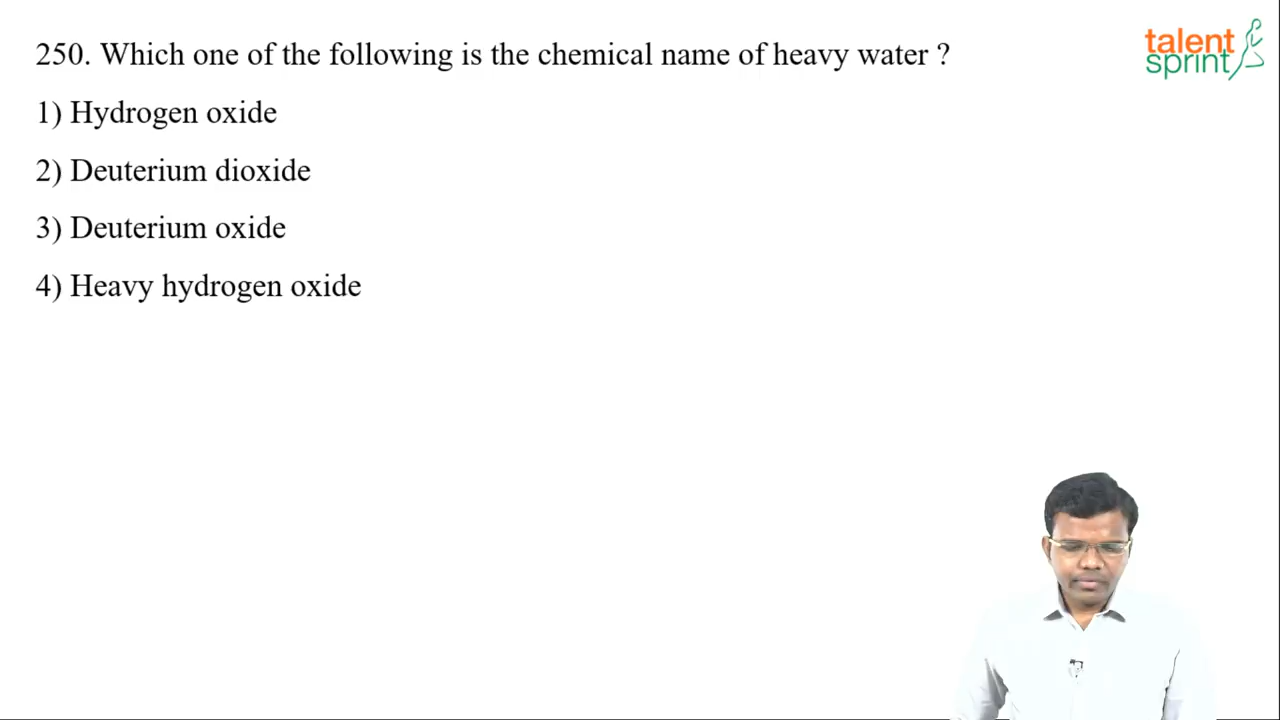 250. Which one of the following is the chemical name of heavy water ?
1) Hydrogen oxide
2) Deuterium dioxide
3) Deuterium oxide
4) Heavy hydrogen oxide
talent
sprint